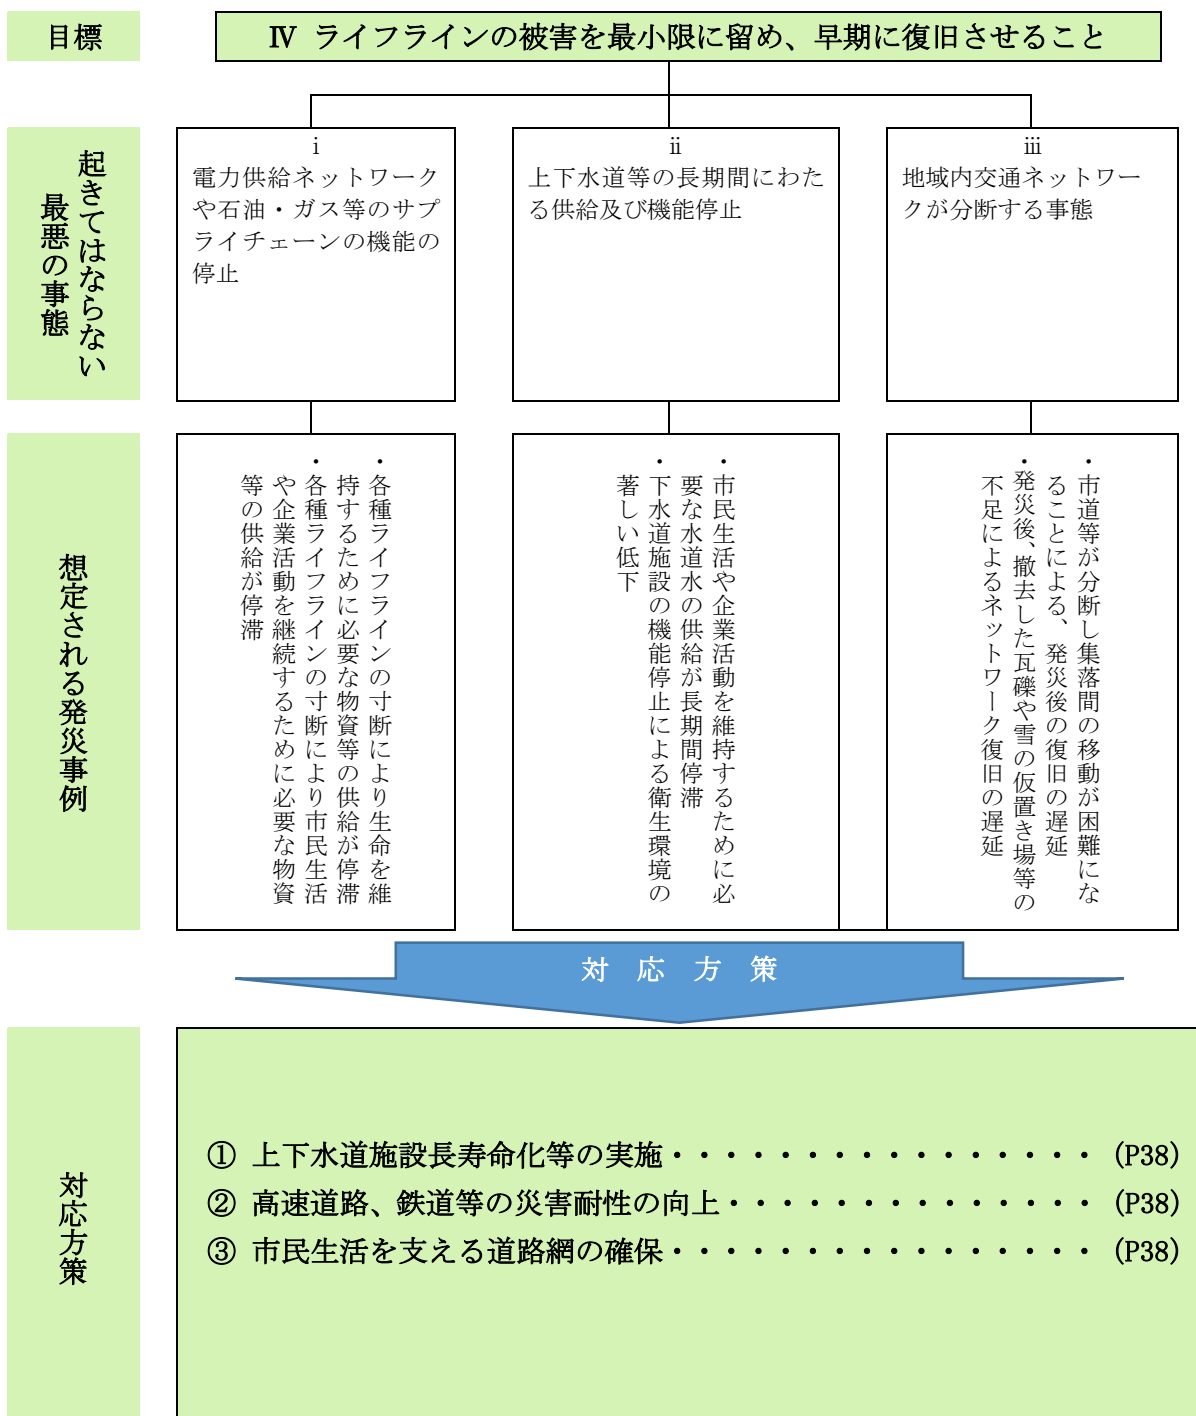 目標
Ⅳ ライフラインの被害を最小限に留め、早期に復旧させること
起きてはならない
最悪の事態
ⅰ
電力供給ネットワーク
や石油・ガス等のサプ
ライチェーンの機能の
停止
ⅱ
上下水道等の長期間にわた
る供給及び機能停止
ⅲ
地域内交通ネットワー
クが分断する事態
想定される発災事例
・各種ライフラインの寸断により生命を維
持するために必要な物資等の供給が停滞
・各種ライフラインの寸断により市民生活
や企業活動を継続するために必要な物資
等の供給が停滞
・市民生活や企業活動を維持するために必
要な水道水の供給が長期間停滞
・下水道施設の機能停止による衛生環境の
著しい低下
・市道等が分断し集落間の移動が困難にな
ることによる、発災後の復旧の遅延
・発災後、撤去した瓦礫や雪の仮置き場等の
不足によるネットワーク復旧の遅延
対 応 方 策
対応方策
① 上下水道施設長寿命化等の実施・・・・・・・・・・・・・・・・（P38）
② 高速道路、鉄道等の災害耐性の向上・・・・・・・・・・・・・・（P38）
③ 市民生活を支える道路網の確保・・・・・・・・・・・・・・・・（P38）